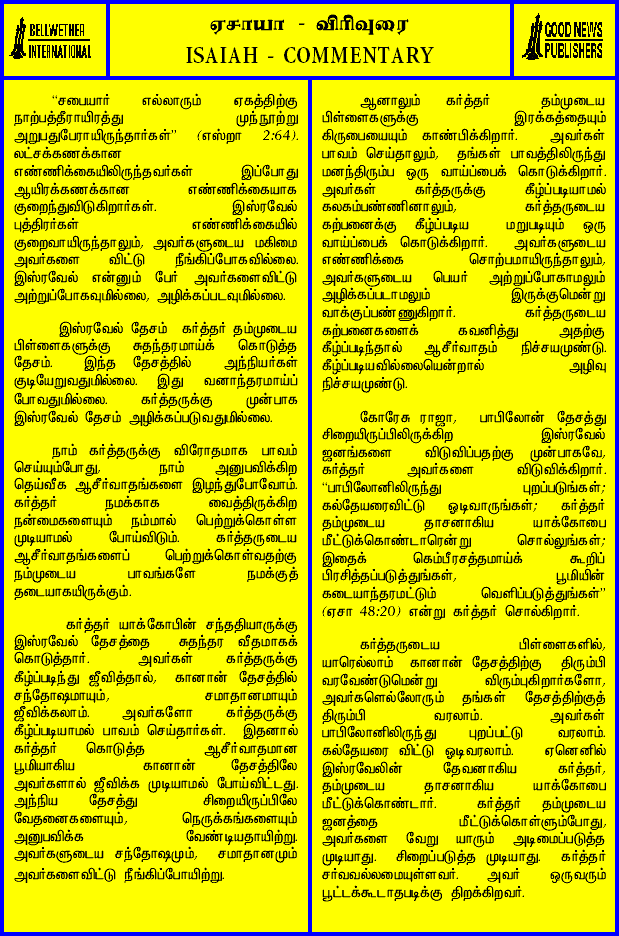 BELLWETHER
INTERNATIONAL
ஏசாயா - விரிவுரை
ISAIAH - COMMENTARY
GOOD NEWS
PUBLISHERS
"சபையார் எல்லாரும் ஏகத்திற்கு
நாற்பத்தீராயிரத்து முந்நூற்று
அறுபதுபேராயிருந்தார்கள்" (எஸ்றா 2:64).
லட்சக்கணக்கான
எண்ணிக்கையிலிருந்தவர்கள் இப்போது
ஆயிரக்கணக்கான எண்ணிக்கையாக
குறைந்துவிடுகிறார்கள். இஸ்ரவேல்
புத்திரர்கள் எண்ணிக்கையில்
குறைவாயிருந்தாலும், அவர்களுடைய மகிமை
அவர்களை விட்டு நீங்கிப்போகவில்லை.
இஸ்ரவேல் என்னும் பேர் அவர்களைவிட்டு
அற்றுப்போகவுமில்லை, அழிக்கப்படவுமில்லை.
இஸ்ரவேல் தேசம் கர்த்தர் தம்முடைய
பிள்ளைகளுக்கு சுதந்தரமாய்க் கொடுத்த
தேசம். இந்த தேசத்தில் அந்நியர்கள்
குடியேறுவதுமில்லை. இது வனாந்தரமாய்ப்
போவதுமில்லை. கர்த்தருக்கு முன்பாக
இஸ்ரவேல் தேசம் அழிக்கப்படுவதுமில்லை.
நாம் கர்த்தருக்கு விரோதமாக பாவம்
செய்யும்போது, நாம் அனுபவிக்கிற
தெய்வீக ஆசீர்வாதங்களை இழந்துபோவோம்.
கர்த்தர் நமக்காக வைத்திருக்கிற
நன்மைகளையும் நம்மால் பெற்றுக்கொள்ள
முடியாமல் போய்விடும். கர்த்தருடைய
ஆசீர்வாதங்களைப் பெற்றுக்கொள்வதற்கு
நம்முடைய பாவங்களே நமக்குத்
தடையாகயிருக்கும்.
கர்த்தர் யாக்கோபின் சந்ததியாருக்கு
இஸ்ரவேல் தேசத்தை சுதந்தர வீதமாகக்
கொடுத்தார். அவர்கள் கர்த்தருக்கு
கீழ்ப்படிந்து ஜீவித்தால், கானான் தேசத்தில்
சந்தோஷமாயும், சமாதானமாயும்
ஜீவிக்கலாம். அவர்களோ கர்த்தருக்கு
கீழ்ப்படியாமல் பாவம் செய்தார்கள். இதனால்
கர்த்தர் கொடுத்த ஆசீர்வாதமான
பூமியாகிய கானான் தேசத்திலே
அவர்களால் ஜீவிக்க முடியாமல் போய்விட்டது.
அந்நிய தேசத்து சிறையிருப்பிலே
வேதனைகளையும், நெருக்கங்களையும்
அனுபவிக்க வேண்டியதாயிற்று.
அவர்களுடைய சந்தோஷமும், சமாதானமும்
அவர்களைவிட்டு நீங்கிப்போயிற்று.
ஆனாலும் கர்த்தர் தம்முடைய
பிள்ளைகளுக்கு இரக்கத்தையும்
கிருபையையும் காண்பிக்கிறார். அவர்கள்
பாவம் செய்தாலும், தங்கள் பாவத்திலிருந்து
மனந்திரும்ப ஒரு வாய்ப்பைக் கொடுக்கிறார்.
அவர்கள் கர்த்தருக்கு கீழ்ப்படியாமல்
கலகம்பண்ணினாலும், கர்த்தருடைய
கற்பனைக்கு கீழ்ப்படிய மறுபடியும் ஒரு
வாய்ப்பைக் கொடுக்கிறார். அவர்களுடைய
எண்ணிக்கை சொற்பமாயிருந்தாலும்,
அவர்களுடைய பெயர் அற்றுப்போகாமலும்
அழிக்கப்படாமலும் இருக்குமென்று
வாக்குப்பண்ணுகிறார். கர்த்தருடைய
கற்பனைகளைக் கவனித்து அதற்கு
கீழ்ப்படிந்தால் ஆசீர்வாதம் நிச்சயமுண்டு.
கீழ்ப்படியவில்லையென்றால் அழிவு
நிச்சயமுண்டு.
கோரேசு ராஜா, பாபிலோன் தேசத்து
சிறையிருப்பிலிருக்கிற இஸ்ரவேல்
ஜனங்களை விடுவிப்பதற்கு முன்பாகவே,
கர்த்தர் அவர்களை விடுவிக்கிறார்.
"பாபிலோனிலிருந்து புறப்படுங்கள்;
கல்தேயரைவிட்டு ஓடிவாருங்கள்; கர்த்தர்
தம்முடைய தாசனாகிய யாக்கோபை
மீட்டுக்கொண்டாரென்று சொல்லுங்கள்;
இதைக் கெம்பீரசத்தமாய்க் கூறிப்
பிரசித்தப்படுத்துங்கள், பூமியின்
கடையாந்தரமட்டும் வெளிப்படுத்துங்கள்"
(ஏசா 48:20) என்று கர்த்தர் சொல்கிறார்.
கர்த்தருடைய பிள்ளைகளில்,
யாரெல்லாம் கானான் தேசத்திற்கு திரும்பி
வரவேண்டுமென்று விரும்புகிறார்களோ,
அவர்களெல்லோரும் தங்கள் தேசத்திற்குத்
திரும்பி வரலாம். அவர்கள்
பாபிலோனிலிருந்து புறப்பட்டு வரலாம்.
கல்தேயரை விட்டு ஓடிவரலாம். ஏனெனில்
இஸ்ரவேலின் தேவனாகிய கர்த்தர்,
தம்முடைய தாசனாகிய யாக்கோபை
மீட்டுக்கொண்டார். கர்த்தர் தம்முடைய
ஜனத்தை மீட்டுக்கொள்ளும்போது,
அவர்களை வேறு யாரும் அடிமைப்படுத்த
முடியாது. சிறைப்படுத்த முடியாது. கர்த்தர்
சர்வவல்லமையுள்ளவர். அவர் ஒருவரும்
பூட்டக்கூடாதபடிக்கு திறக்கிறவர்.